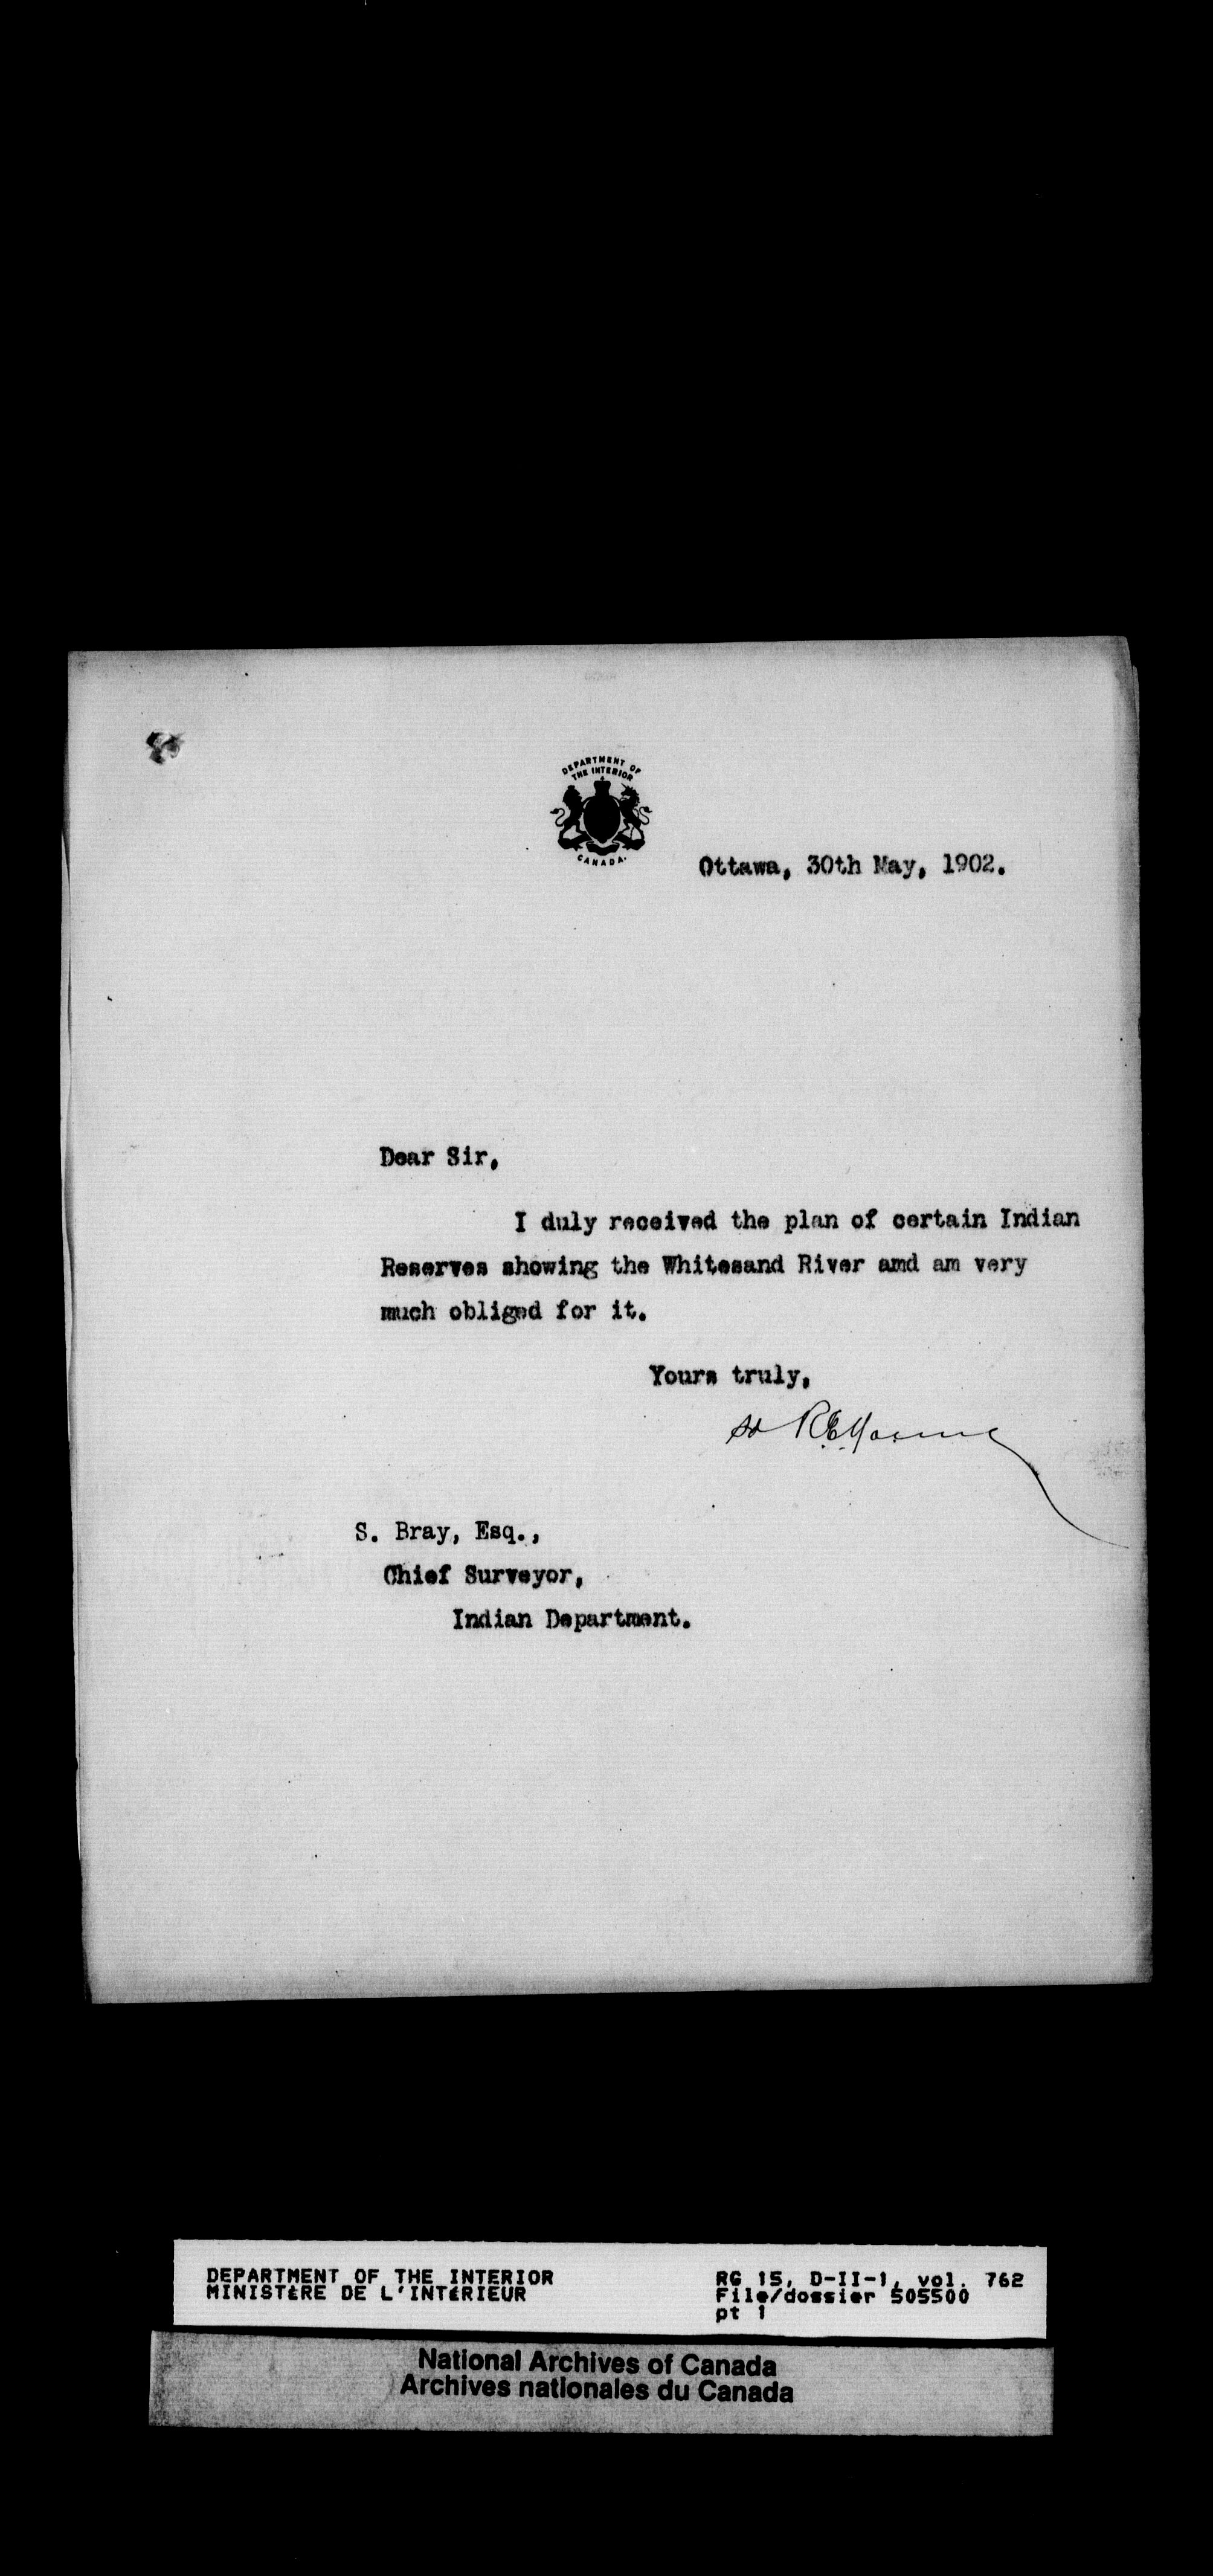 DEPARTMENT OF
THE INTERIOR
CANADA.
Ottawa, 30th May, 1902.
Dear Sir,
I duly received the plan of certain Indian
Reserves showing the Whitesand River amd am very
much obliged for it.
Yours truly,
S. Bray, Esq.,
Chief Surveyor,
Indian Department.
DEPARTMENT OF THE INTERIOR
MINISTÈRE DE L'INTÉRIEUR
RG 15, D-II-1, vol. 762
File/dossier 505500
pt 1
National Archives of Canada
Archives nationales du Canada